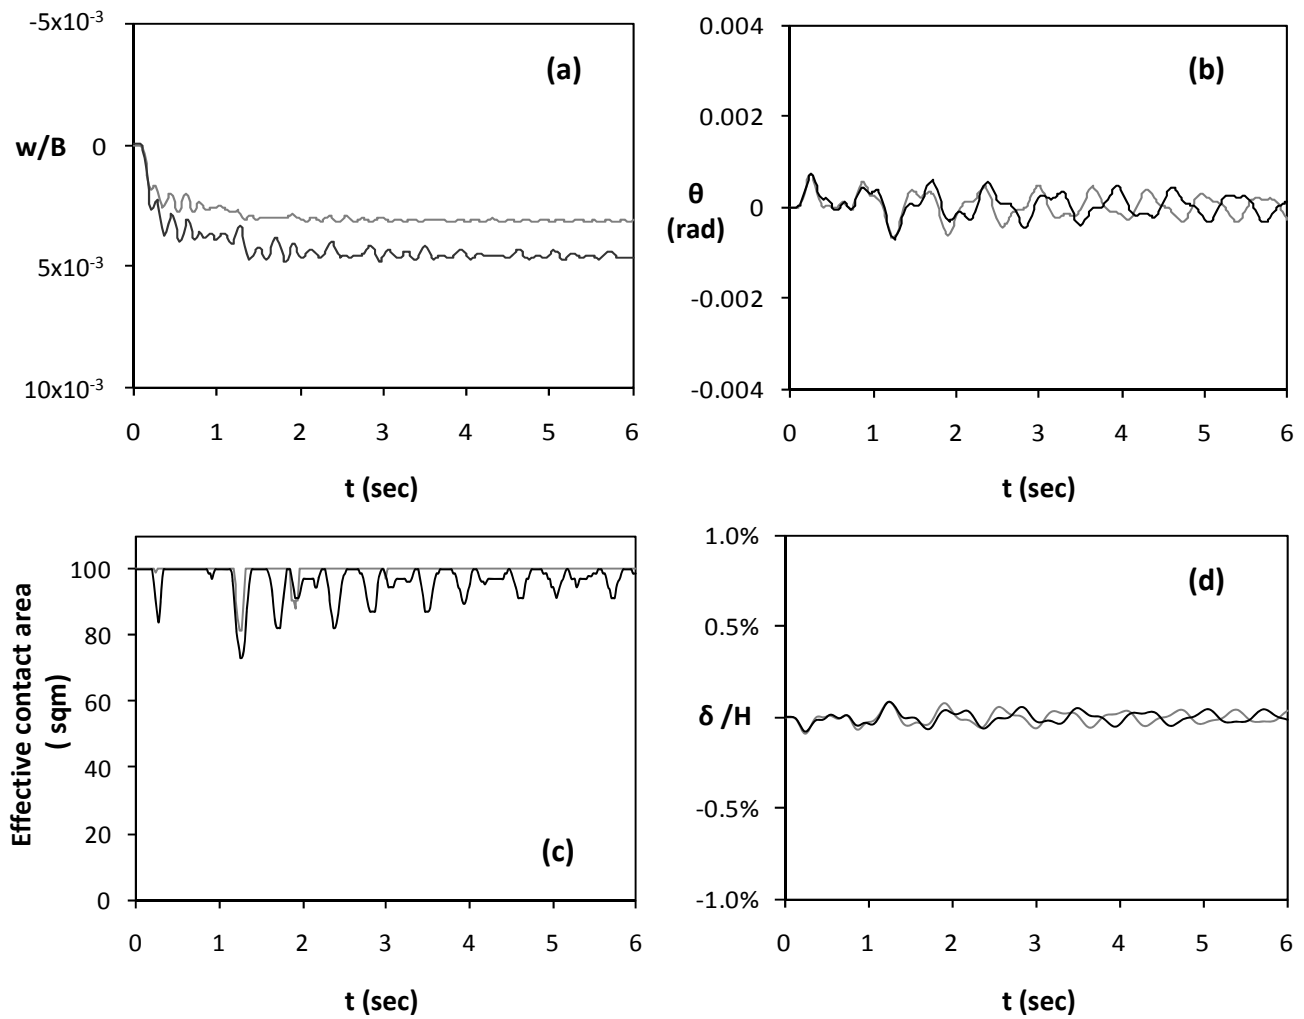 -5x10⁻³
(a)
w/B
0
5x10⁻³
10x10⁻³
0 1 2 3 4 5 6
t (sec)
0.004
(b)
0.002
θ
(rad)
0
-0.002
-0.004
0 1 2 3 4 5 6
t (sec)
Effective contact area
( sqm)
100
80
60
40
20
0
(c)
0 1 2 3 4 5 6
t (sec)
1.0%
(d)
0.5%
δ /H
0.0%
-0.5%
-1.0%
0 1 2 3 4 5 6
t (sec)